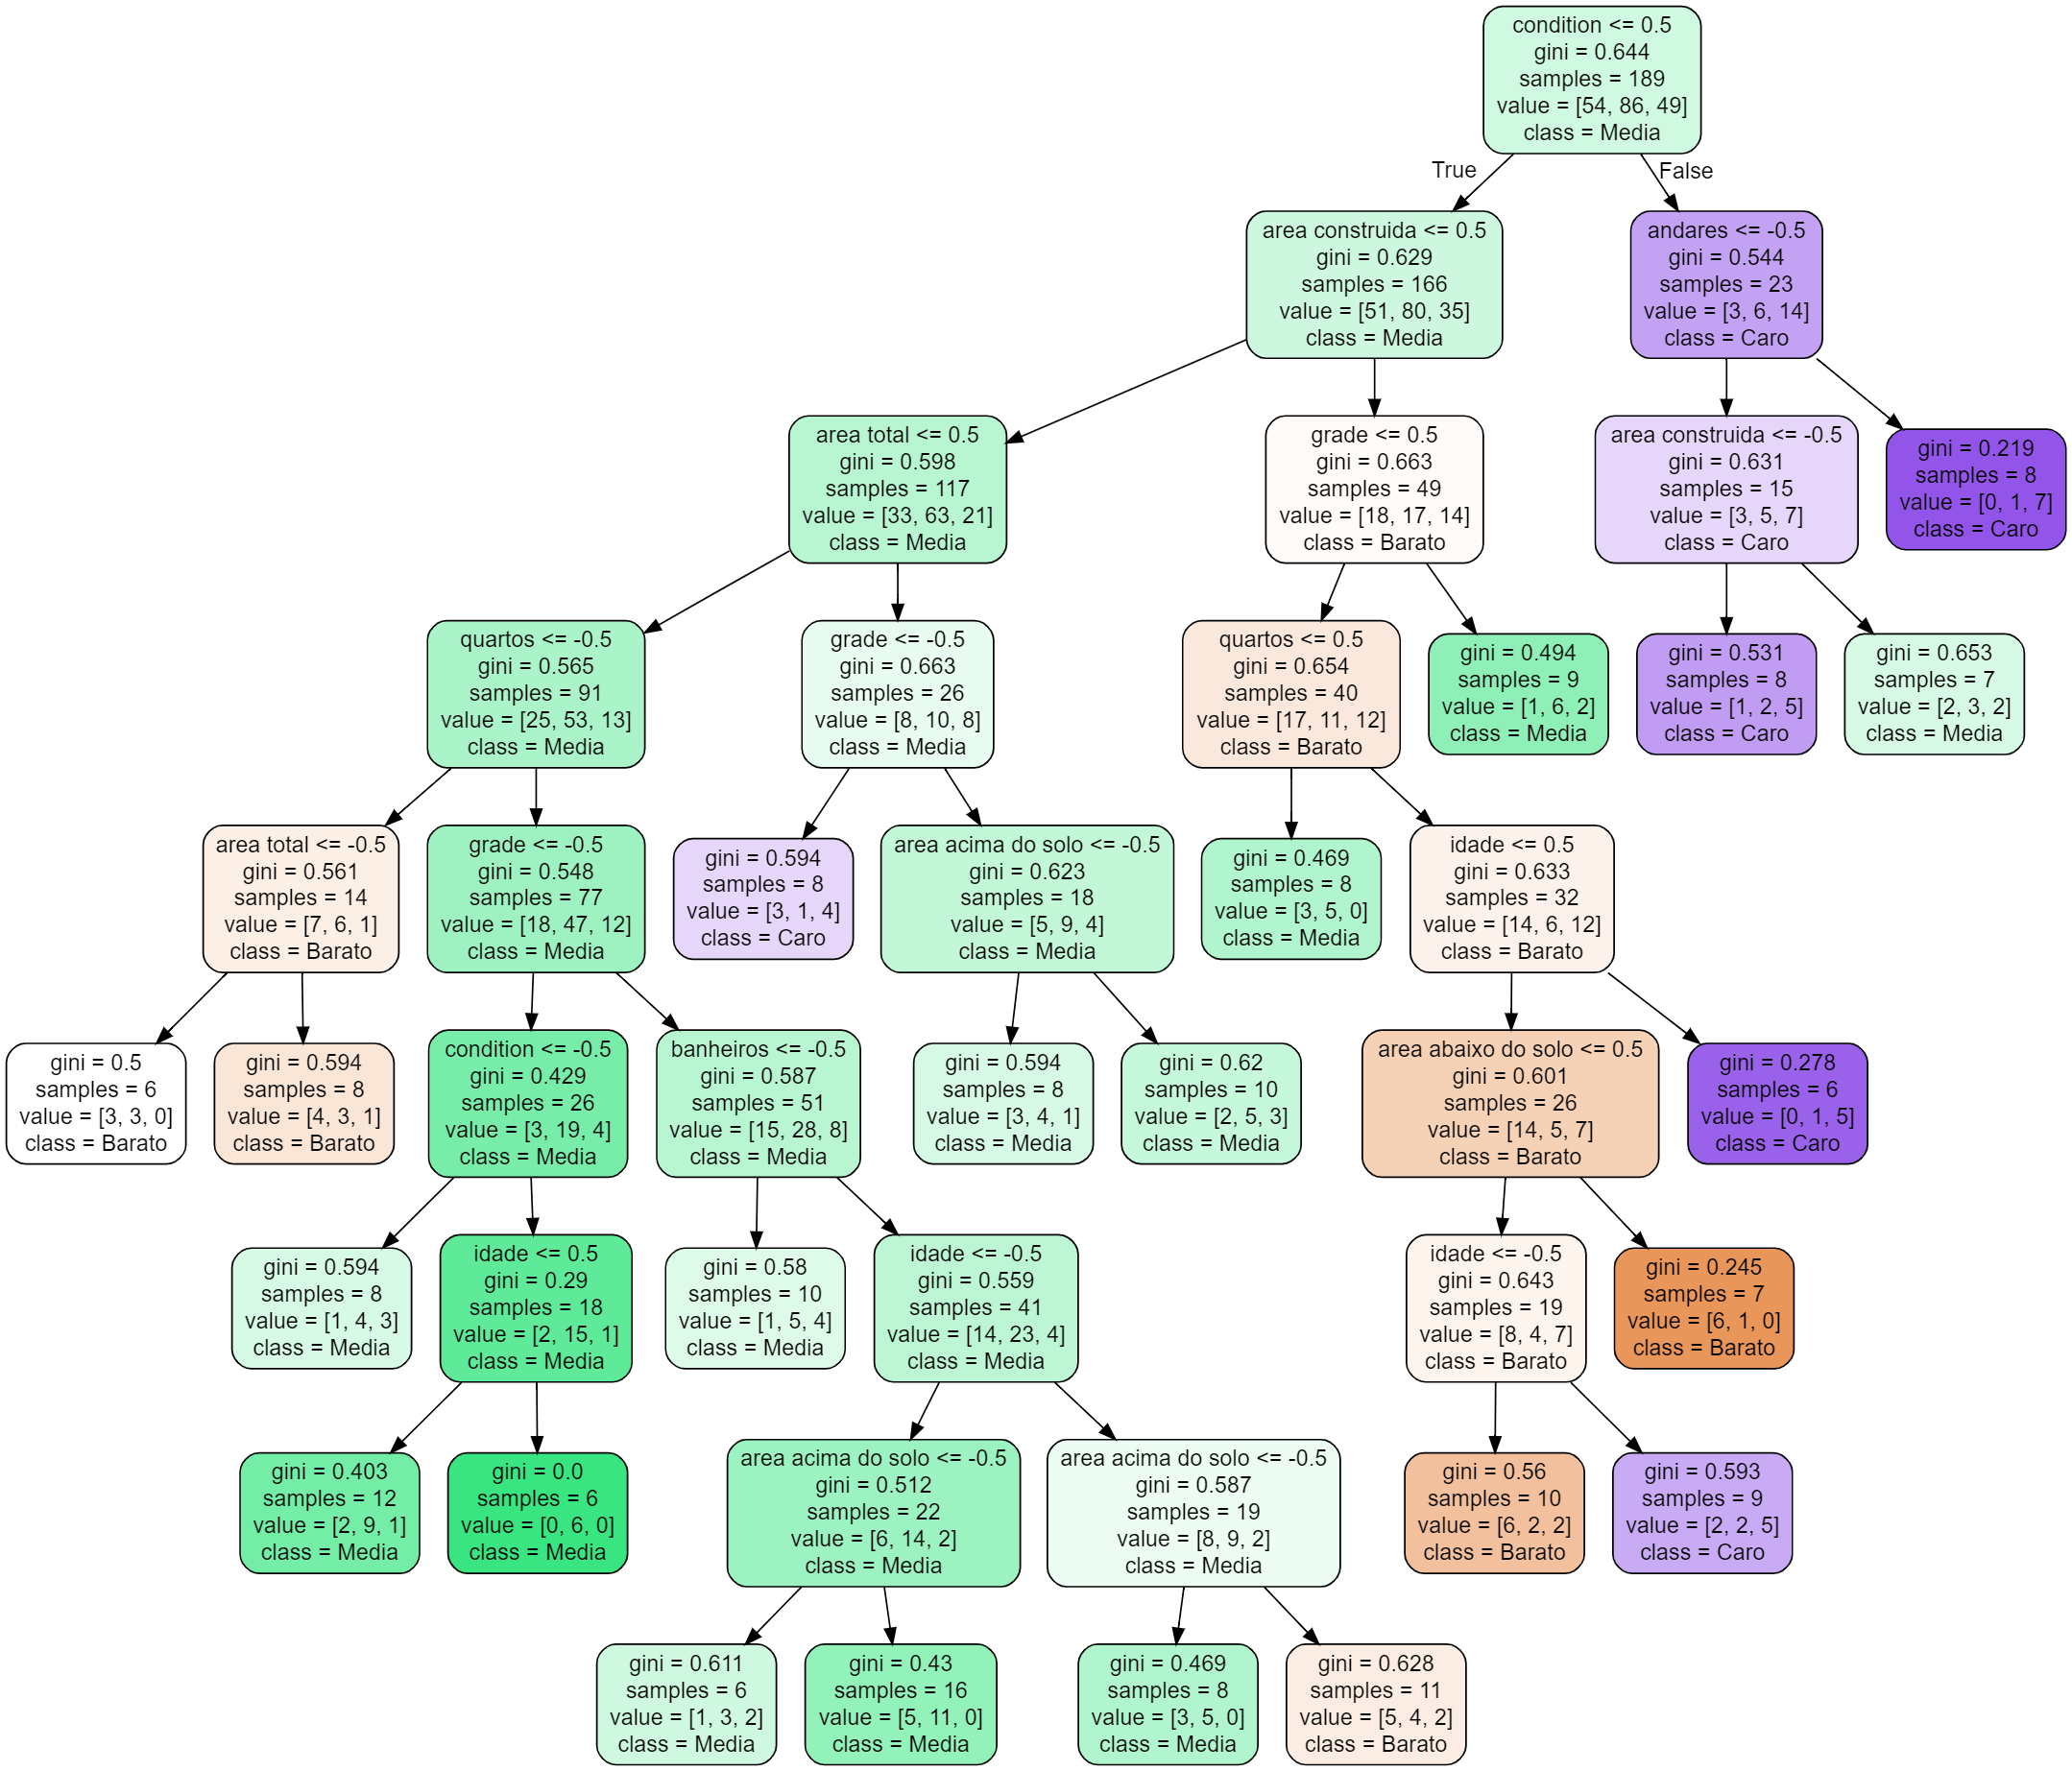 condition <= 0.5
gini = 0.644
samples = 189
value = [54, 86, 49]
class = Media
True
False
area construida <= 0.5
gini = 0.629
samples = 166
value = [51, 80, 35]
class = Media
andares <= -0.5
gini = 0.544
samples = 23
value = [3, 6, 14]
class = Caro
area total <= 0.5
gini = 0.598
samples = 117
value = [33, 63, 21]
class = Media
grade <= 0.5
gini = 0.663
samples = 49
value = [18, 17, 14]
class = Barato
area construida <= -0.5
gini = 0.631
samples = 15
value = [3, 5, 7]
class = Caro
gini = 0.219
samples = 8
value = [0, 1, 7]
class = Caro
quartos <= -0.5
gini = 0.565
samples = 91
value = [25, 53, 13]
class = Media
grade <= -0.5
gini = 0.663
samples = 26
value = [8, 10, 8]
class = Media
quartos <= 0.5
gini = 0.654
samples = 40
value = [17, 11, 12]
class = Barato
gini = 0.494
samples = 9
value = [1, 6, 2]
class = Media
gini = 0.531
samples = 8
value = [1, 2, 5]
class = Caro
gini = 0.653
samples = 7
value = [2, 3, 2]
class = Media
area total <= -0.5
gini = 0.561
samples = 14
value = [7, 6, 1]
class = Barato
grade <= -0.5
gini = 0.548
samples = 77
value = [18, 47, 12]
class = Media
gini = 0.594
samples = 8
value = [3, 1, 4]
class = Caro
area acima do solo <= -0.5
gini = 0.623
samples = 18
value = [5, 9, 4]
class = Media
gini = 0.469
samples = 8
value = [3, 5, 0]
class = Media
idade <= 0.5
gini = 0.633
samples = 32
value = [14, 6, 12]
class = Barato
gini = 0.5
samples = 6
value = [3, 3, 0]
class = Barato
gini = 0.594
samples = 8
value = [4, 3, 1]
class = Barato
condition <= -0.5
gini = 0.429
samples = 26
value = [3, 19, 4]
class = Media
banheiros <= -0.5
gini = 0.587
samples = 51
value = [15, 28, 8]
class = Media
gini = 0.594
samples = 8
value = [3, 4, 1]
class = Media
gini = 0.62
samples = 10
value = [2, 5, 3]
class = Media
area abaixo do solo <= 0.5
gini = 0.601
samples = 26
value = [14, 5, 7]
class = Barato
gini = 0.278
samples = 6
value = [0, 1, 5]
class = Caro
gini = 0.594
samples = 8
value = [1, 4, 3]
class = Media
idade <= 0.5
gini = 0.29
samples = 18
value = [2, 15, 1]
class = Media
gini = 0.58
samples = 10
value = [1, 5, 4]
class = Media
idade <= -0.5
gini = 0.559
samples = 41
value = [14, 23, 4]
class = Media
idade <= -0.5
gini = 0.643
samples = 19
value = [8, 4, 7]
class = Barato
gini = 0.245
samples = 7
value = [6, 1, 0]
class = Barato
gini = 0.403
samples = 12
value = [2, 9, 1]
class = Media
gini = 0.0
samples = 6
value = [0, 6, 0]
class = Media
area acima do solo <= -0.5
gini = 0.512
samples = 22
value = [6, 14, 2]
class = Media
area acima do solo <= -0.5
gini = 0.587
samples = 19
value = [8, 9, 2]
class = Media
gini = 0.56
samples = 10
value = [6, 2, 2]
class = Barato
gini = 0.593
samples = 9
value = [2, 2, 5]
class = Caro
gini = 0.611
samples = 6
value = [1, 3, 2]
class = Media
gini = 0.43
samples = 16
value = [5, 11, 0]
class = Media
gini = 0.469
samples = 8
value = [3, 5, 0]
class = Media
gini = 0.628
samples = 11
value = [5, 4, 2]
class = Barato